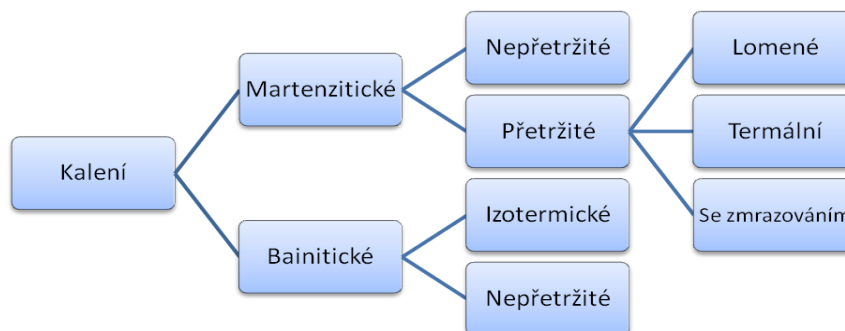 Kalení
Martenzitické
Nepřetržité
Přetržité
Lomené
Termální
Se zmrazováním
Bainitické
Izotermické
Nepřetržité